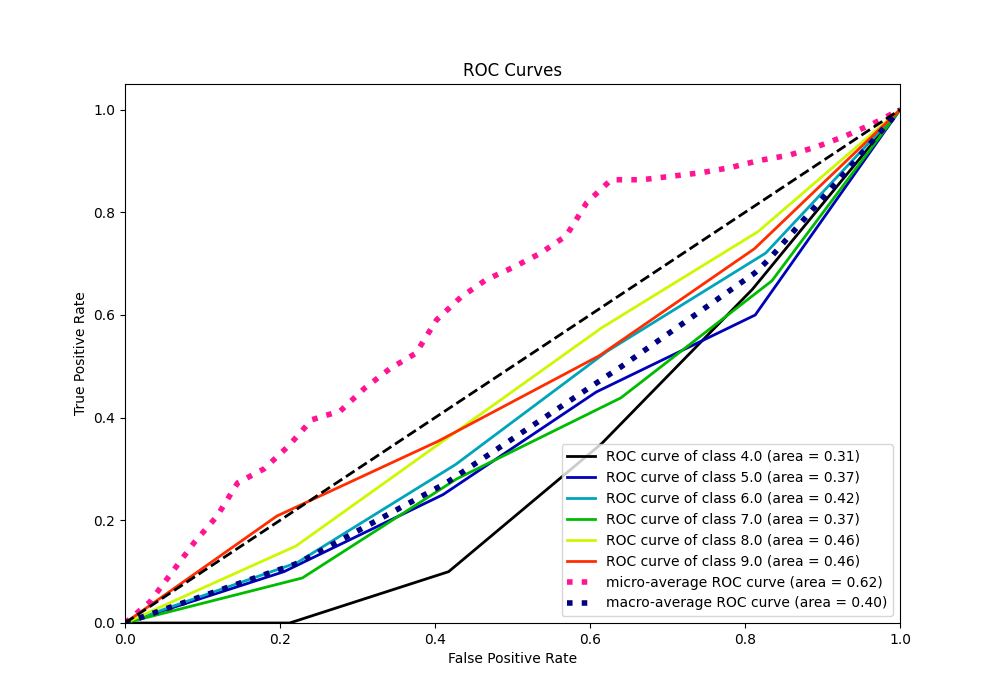 ROC Curves
True Positive Rate
1.0
0.8
0.6
0.4
0.2
0.0
ROC curve of class 4.0 (area = 0.31)
ROC curve of class 5.0 (area = 0.37)
ROC curve of class 6.0 (area = 0.42)
ROC curve of class 7.0 (area = 0.37)
ROC curve of class 8.0 (area = 0.46)
ROC curve of class 9.0 (area = 0.46)
micro-average ROC curve (area = 0.62)
macro-average ROC curve (area = 0.40)
0.0 0.2 0.4 0.6 0.8 1.0
False Positive Rate